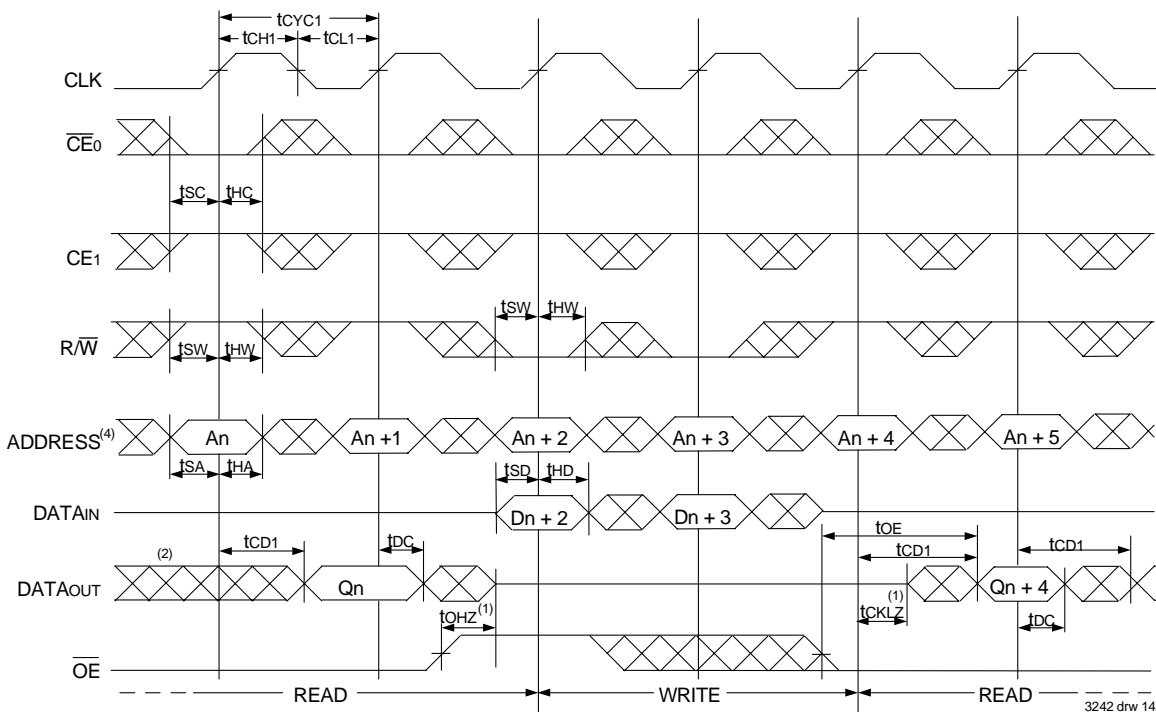 tCYC1
tCH1 tCL1
CLK
CE0
tSC tHC
CE1
tSW tHW
R/W
tSW tHW
ADDRESS(4) An An +1 An + 2 An + 3 An + 4 An + 5
tSA tHA tSD tHD
DATAIN Dn + 2 Dn + 3
tOE
(2) tCD1 tDC tCD1 tCD1
DATAOUT Qn Qn + 4
tOHZ(1) tCKLZ(1) tDC
OE
READ WRITE READ
3242 drw 14